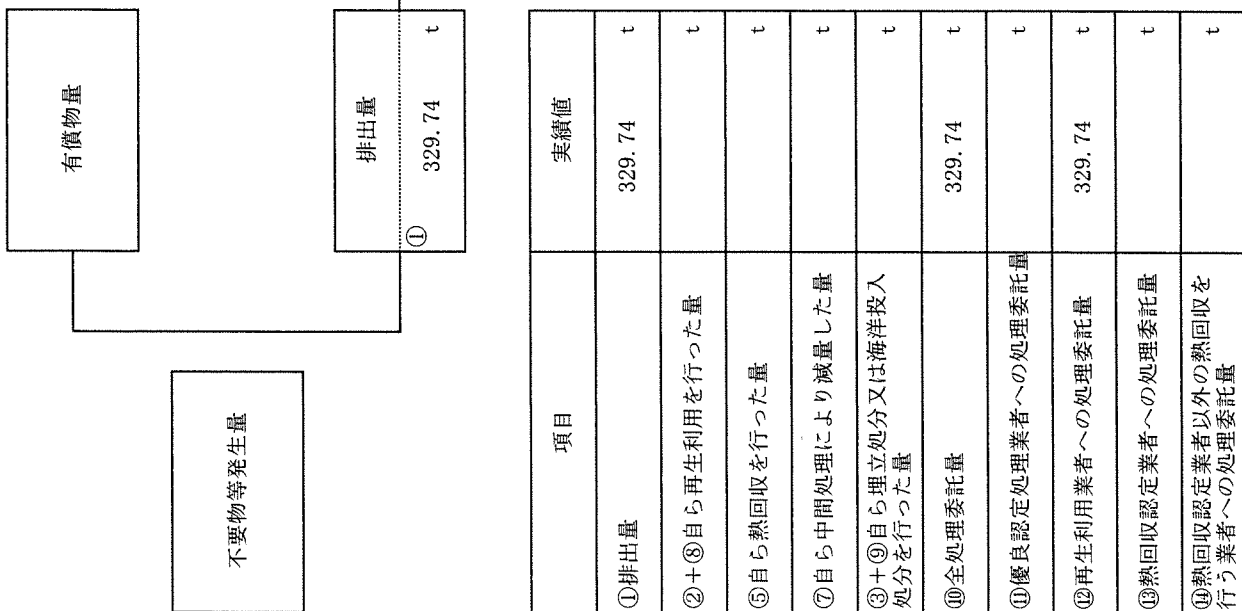 有償物量
不要物等発生量
排出量
① 329.74 t
項目 実績値
①排出量 329.74 t
②+⑧自ら再生利用を行った量 t
⑤自ら熱回収を行った量 t
⑦自ら中間処理により減量した量 t
③+⑨自ら埋立処分又は海洋投入
処分を行った量 t
⑩全処理委託量 329.74 t
⑪優良認定処理業者への処理委託量 t
⑫再生利用業者への処理委託量 329.74 t
⑬熱回収認定業者への処理委託量 t
⑭熱回収認定業者以外の熱回収を
行う業者への処理委託量 t